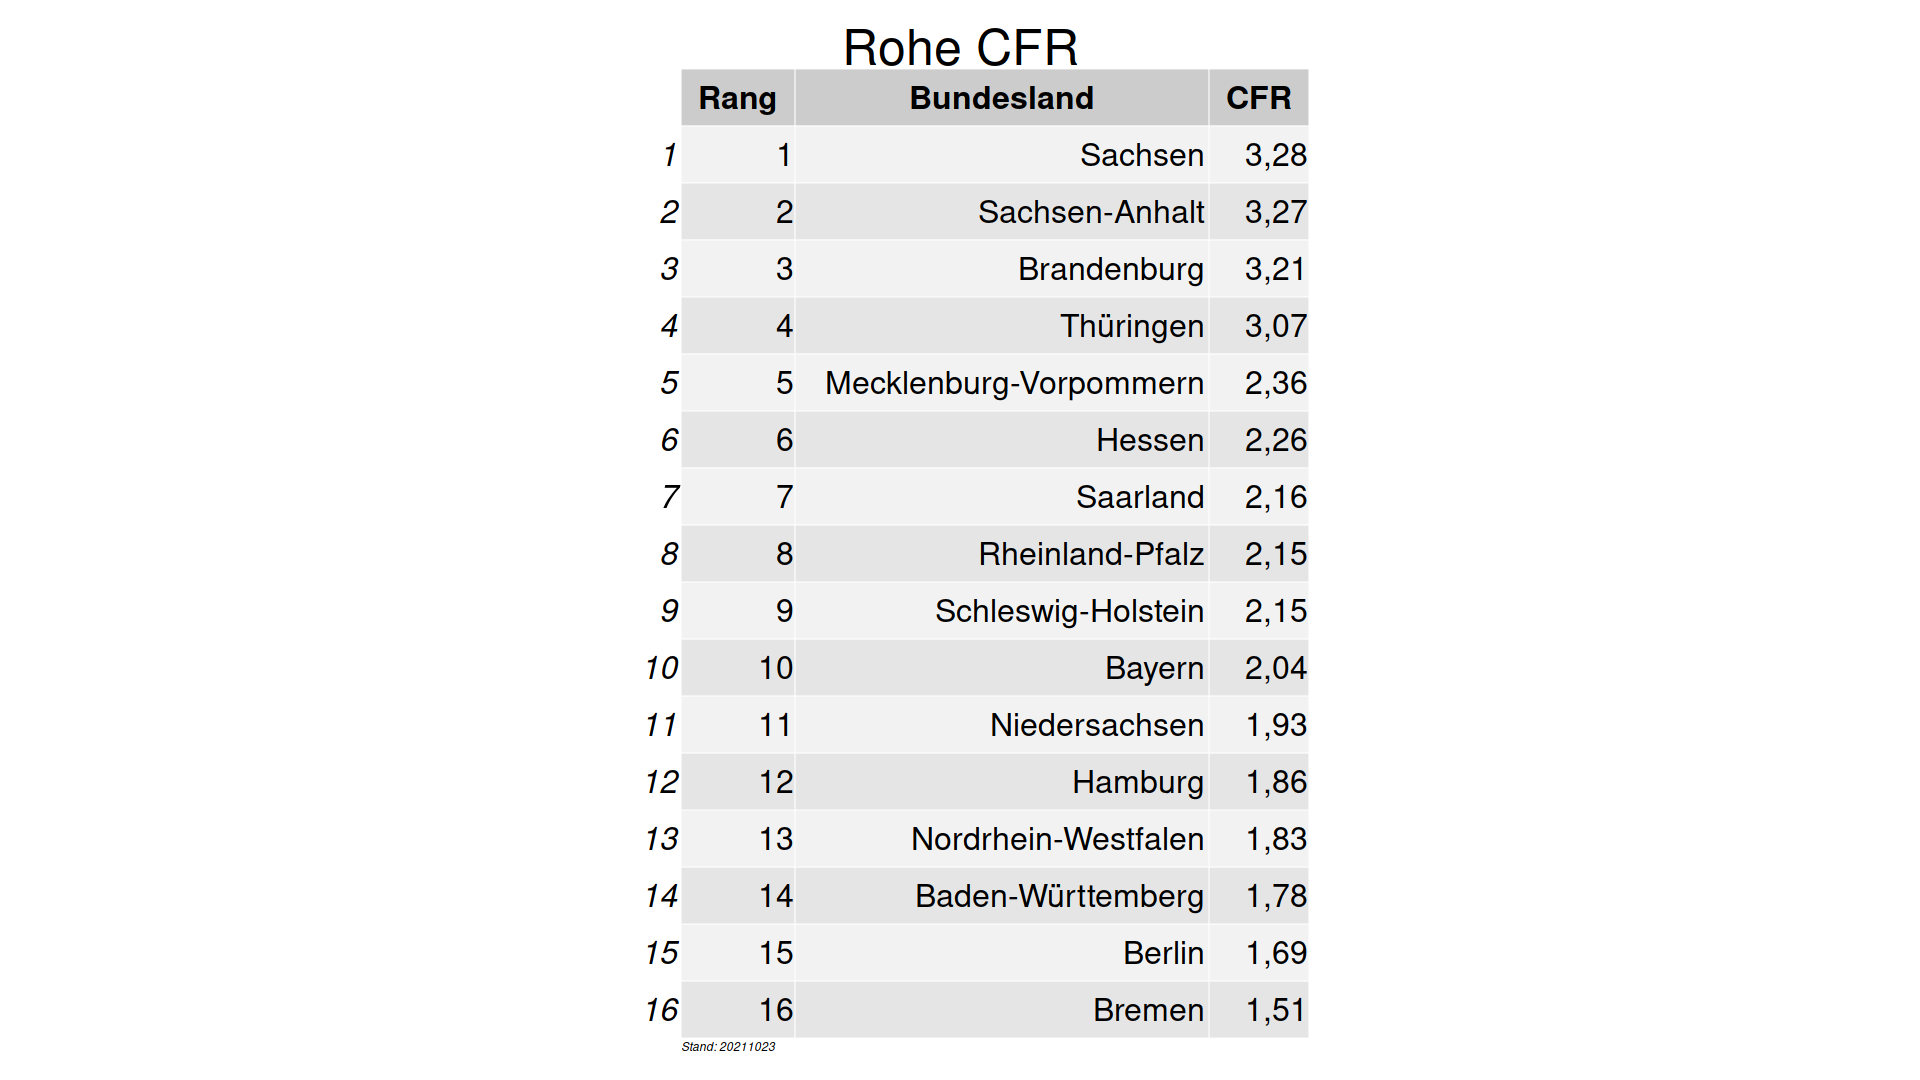 Rohe CFR
Rang Bundesland CFR
1 1 Sachsen 3,28
2 2 Sachsen-Anhalt 3,27
3 3 Brandenburg 3,21
4 4 Thüringen 3,07
5 5 Mecklenburg-Vorpommern 2,36
6 6 Hessen 2,26
7 7 Saarland 2,16
8 8 Rheinland-Pfalz 2,15
9 9 Schleswig-Holstein 2,15
10 10 Bayern 2,04
11 11 Niedersachsen 1,93
12 12 Hamburg 1,86
13 13 Nordrhein-Westfalen 1,83
14 14 Baden-Württemberg 1,78
15 15 Berlin 1,69
16 16 Bremen 1,51
Stand: 20211023